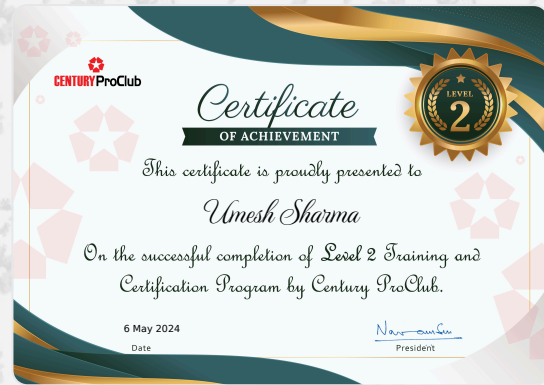 CENTURY ProClub
Certificate
OF ACHIEVEMENT
LEVEL
2
This certificate is proudly presented to
Umesh Sharma
On the successful completion of Level 2 Training and
Certification Program by Century ProClub.
6 May 2024
Date
President